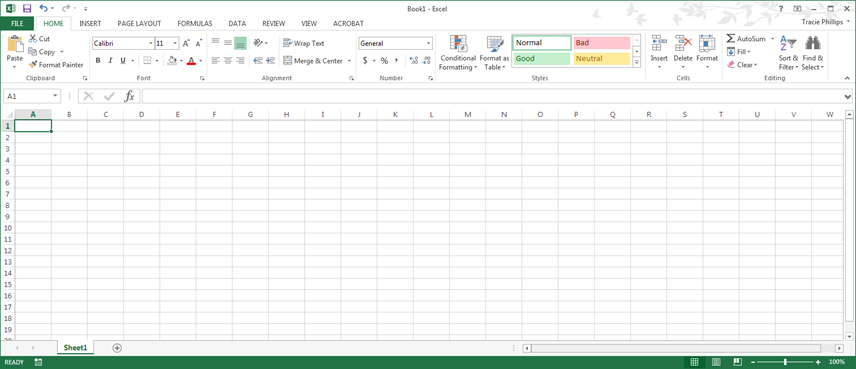 Book1 - Excel
FILE HOME INSERT PAGE LAYOUT FORMULAS DATA REVIEW VIEW ACROBAT Tracie Phillips
Paste Cut Copy Format Painter
Clipboard
Calibri 11
B I U
Font
Wrap Text
Merge & Center
Alignment
General
$ % ,
Number
Conditional Formatting
Format as Table
Normal Bad
Good Neutral
Styles
Insert Delete Format
Cells
AutoSum
Fill
Clear
Sort & Filter
Find & Select
Editing
A1 fx
A B C D E F G H I J K L M N O P Q R S T U V W
1
2
3
4
5
6
7
8
9
10
11
12
13
14
15
16
17
18
19
Sheet1
READY 100%